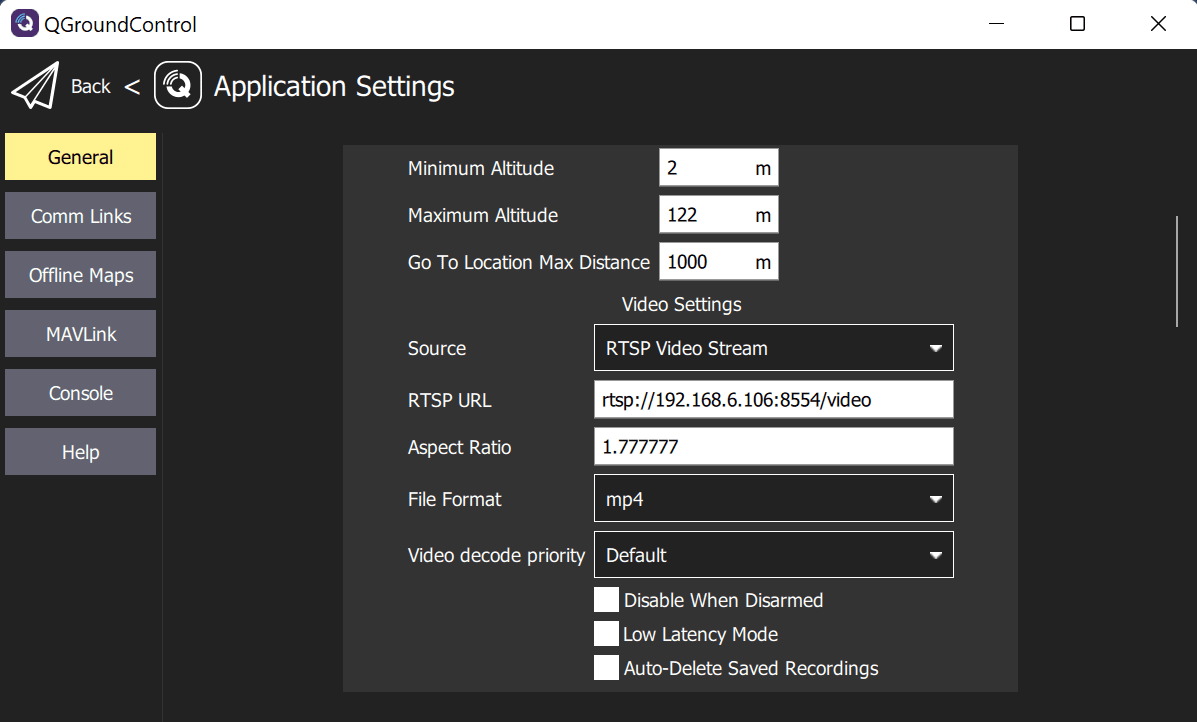 QGroundControl
Back < Application Settings
General
Comm Links
Offline Maps
MAVLink
Console
Help
Minimum Altitude 2 m
Maximum Altitude 122 m
Go To Location Max Distance 1000 m
Video Settings
Source RTSP Video Stream
RTSP URL rtsp://192.168.6.106:8554/video
Aspect Ratio 1.777777
File Format mp4
Video decode priority Default
Disable When Disarmed
Low Latency Mode
Auto-Delete Saved Recordings